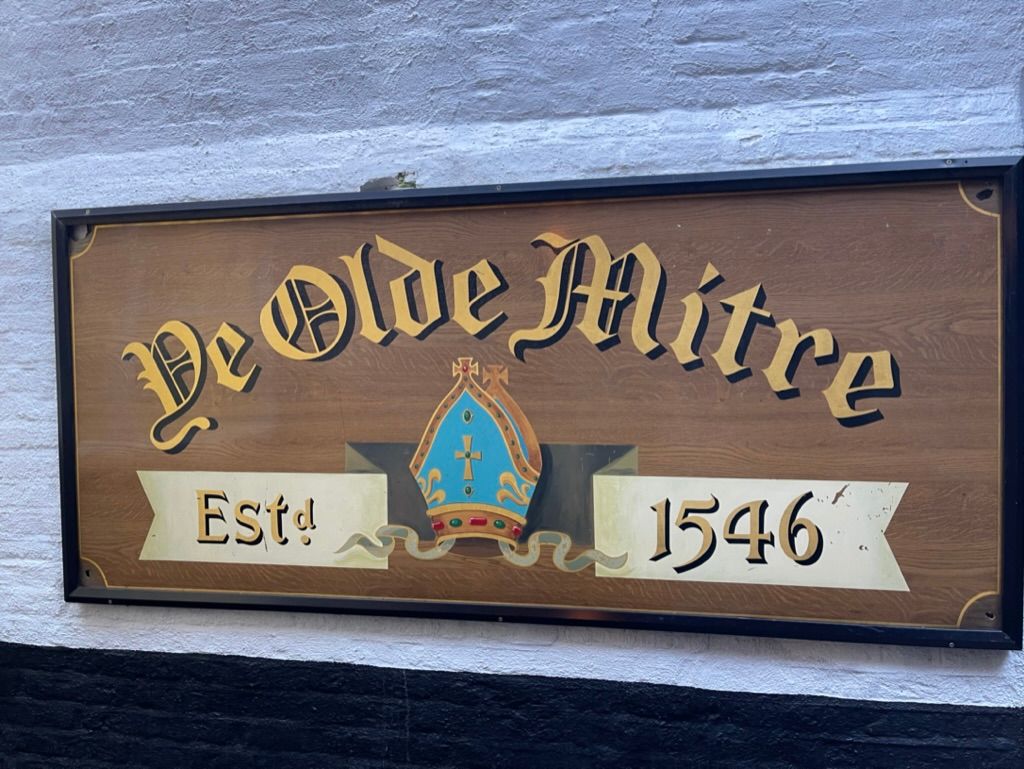 Ye Olde Mitre
Estd. 1546